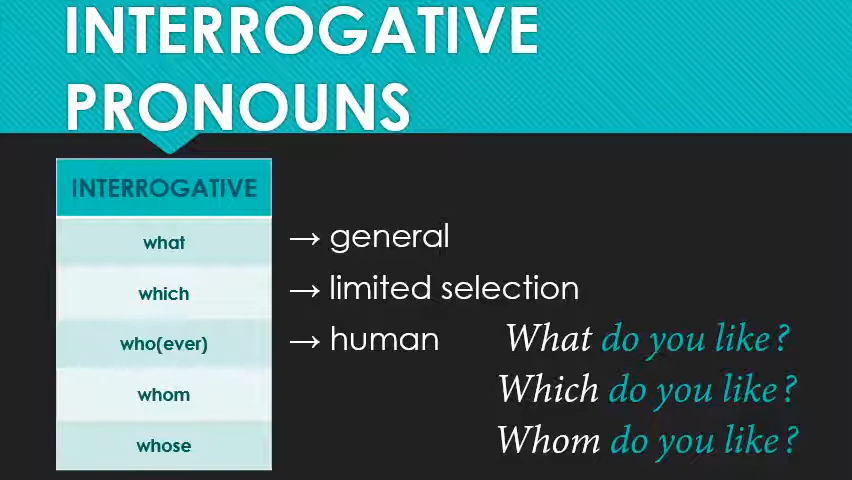 INTERROGATIVE
PRONOUNS
INTERROGATIVE
what → general
which → limited selection
who(ever) → human
What do you like?
whom
Which do you like?
whose
Whom do you like?